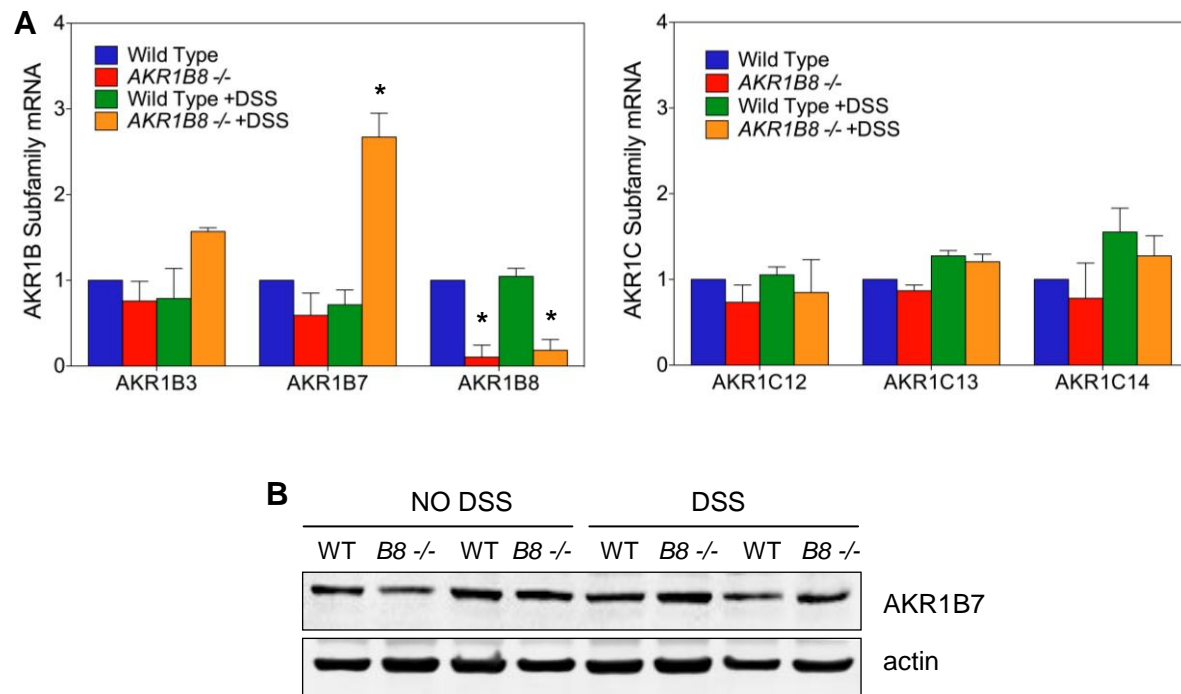 A
AKR1B Subfamily mRNA
4
3
2
1
0
Wild Type
AKR1B8 -/-
Wild Type +DSS
AKR1B8 -/- +DSS
*
*
*
AKR1B3 AKR1B7 AKR1B8
AKR1C Subfamily mRNA
4
3
2
1
0
Wild Type
AKR1B8 -/-
Wild Type +DSS
AKR1B8 -/- +DSS
AKR1C12 AKR1C13 AKR1C14
B
NO DSS DSS
WT B8 -/- WT B8 -/- WT B8 -/- WT B8 -/-
AKR1B7
actin